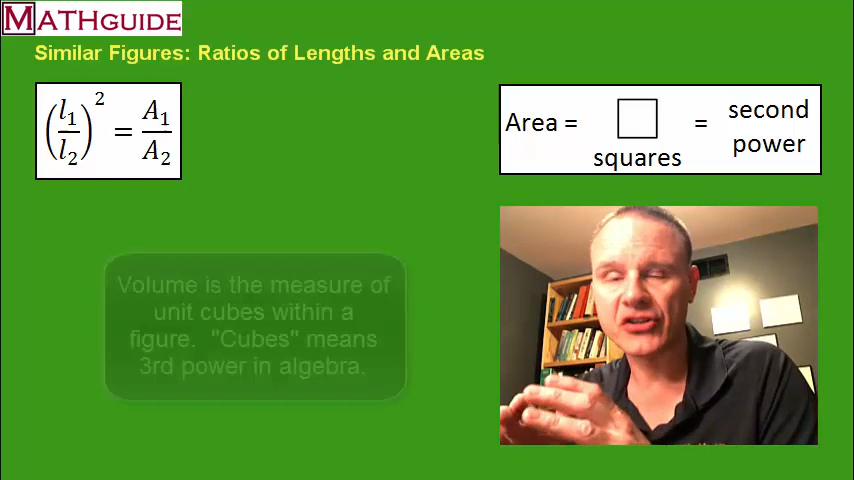 MATHGUIDE
Similar Figures: Ratios of Lengths and Areas
(l₁/l₂)² = A₁/A₂
Area = □ = second power
squares
Volume is the measure of
unit cubes within a
figure. "Cubes" means
3rd power in algebra.